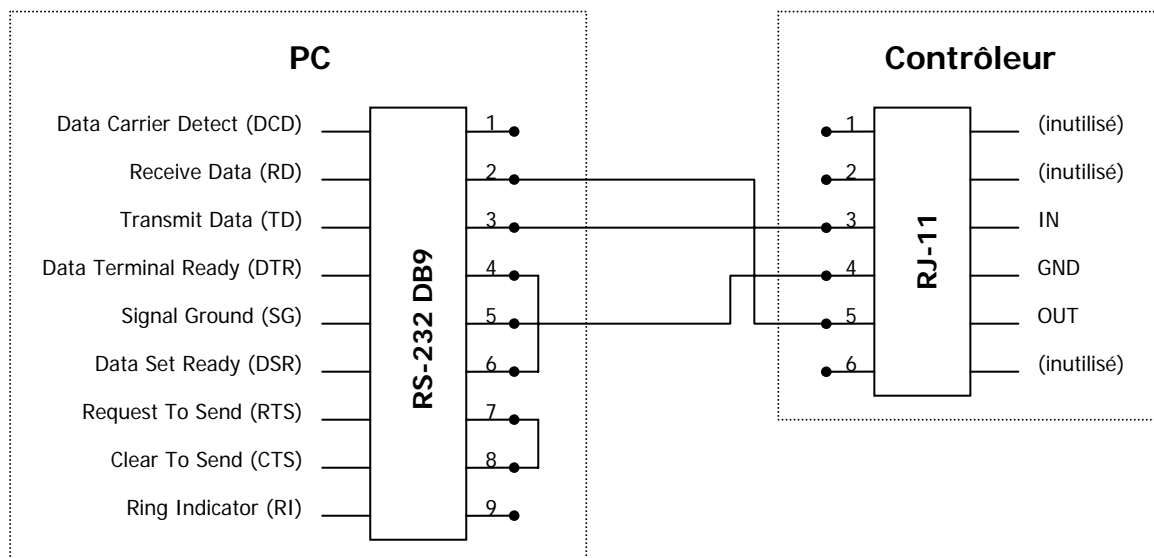 PC
Data Carrier Detect (DCD)
Receive Data (RD)
Transmit Data (TD)
Data Terminal Ready (DTR)
Signal Ground (SG)
Data Set Ready (DSR)
Request To Send (RTS)
Clear To Send (CTS)
Ring Indicator (RI)
RS-232 DB9
1
2
3
4
5
6
7
8
9
Contrôleur
1
2
3
4
5
6
RJ-11
(inutilisé)
(inutilisé)
IN
GND
OUT
(inutilisé)